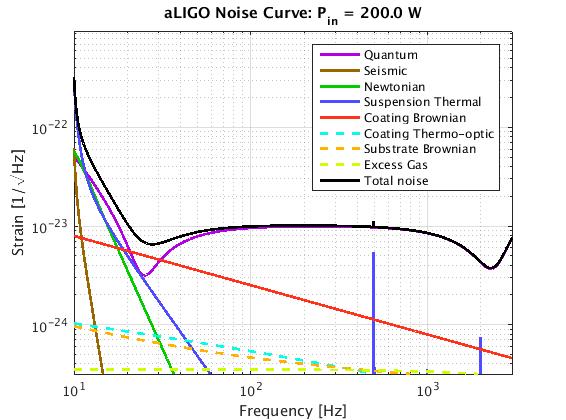 aLIGO Noise Curve: P_in = 200.0 W
Quantum
Seismic
Newtonian
Suspension Thermal
Coating Brownian
Coating Thermo-optic
Substrate Brownian
Excess Gas
Total noise
10^-22
10^-23
10^-24
Strain [1/√Hz]
10^1
10^2
10^3
Frequency [Hz]